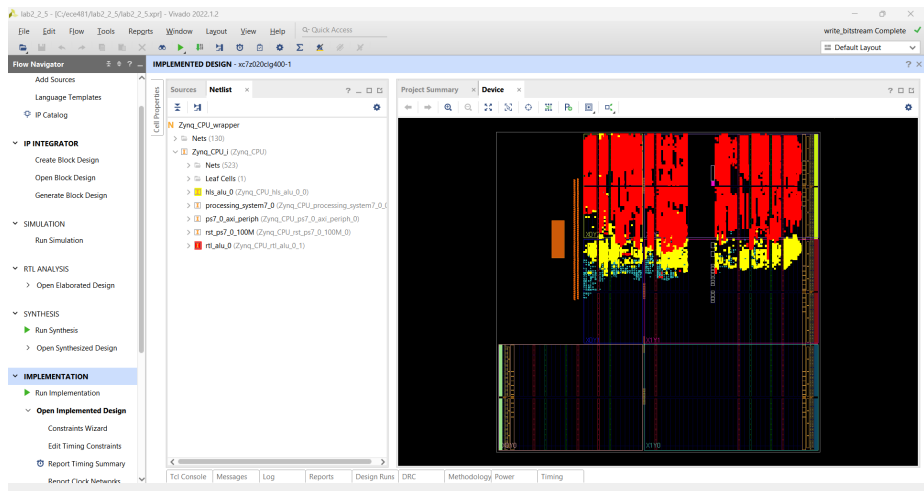 lab2_2_5 - [C:/ece481/lab2_2_5/lab2_2_5.xpr] - Vivado 2022.1.2
File Edit Flow Tools Reports Window Layout View Help Q- Quick Access
write_bitstream Complete
Default Layout
Flow Navigator
IMPLEMENTED DESIGN - xc7z020clg400-1
Add Sources
Language Templates
IP Catalog
IP INTEGRATOR
Create Block Design
Open Block Design
Generate Block Design
SIMULATION
Run Simulation
RTL ANALYSIS
Open Elaborated Design
SYNTHESIS
Run Synthesis
Open Synthesized Design
IMPLEMENTATION
Run Implementation
Open Implemented Design
Constraints Wizard
Edit Timing Constraints
Report Timing Summary
Report Clock Networks
Cell Properties
Sources Netlist
N Zynq_CPU_wrapper
Nets (130)
Zynq_CPU_i (Zynq_CPU)
Nets (523)
Leaf Cells (1)
hls_alu_0 (Zynq_CPU_hls_alu_0_0)
processing_system7_0 (Zynq_CPU_processing_system7_0_0
ps7_0_axi_periph (Zynq_CPU_ps7_0_axi_periph_0)
rst_ps7_0_100M (Zynq_CPU_rst_ps7_0_100M_0)
rtl_alu_0 (Zynq_CPU_rtl_alu_0_1)
Project Summary Device
X0Y1 X1Y1
X0Y0 X1Y0
Tcl Console Messages Log Reports Design Runs DRC Methodology Power Timing